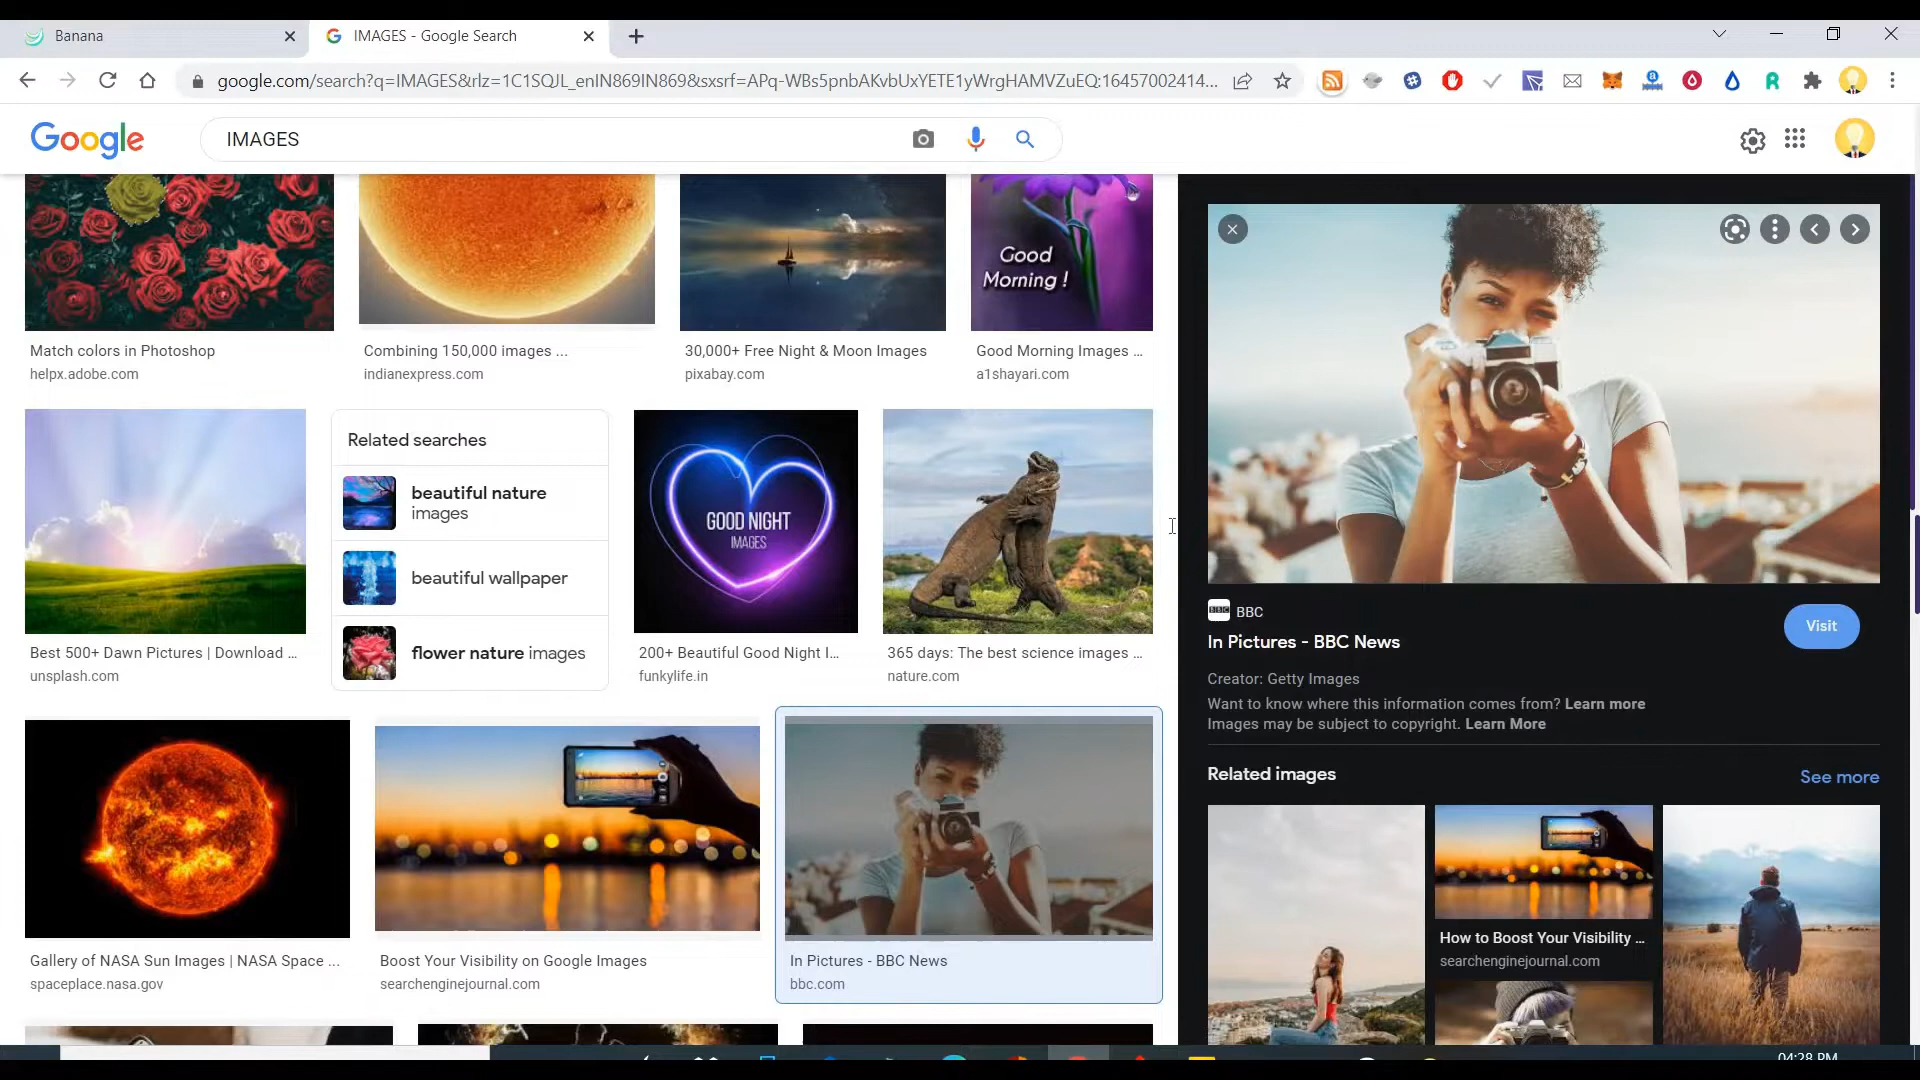 Banana
IMAGES - Google Search
google.com/search?q=IMAGES&rlz=1C1SQJL_enIN869IN869&sxsrf=APq-WBs5pnbAKvbUxYETE1yWrgHAMVZuEQ:16457002414...
Google
IMAGES
Good
Morning !
Match colors in Photoshop
helpx.adobe.com
Combining 150,000 images ...
indianexpress.com
30,000+ Free Night & Moon Images
pixabay.com
Good Morning Images ...
a1shayari.com
Related searches
beautiful nature
images
beautiful wallpaper
flower nature images
GOOD NIGHT
IMAGES
Best 500+ Dawn Pictures | Download ...
unsplash.com
200+ Beautiful Good Night I...
funkylife.in
365 days: The best science images ...
nature.com
Gallery of NASA Sun Images | NASA Space ...
spaceplace.nasa.gov
Boost Your Visibility on Google Images
searchenginejournal.com
In Pictures - BBC News
bbc.com
BBC BBC
In Pictures - BBC News
Visit
Creator: Getty Images
Want to know where this information comes from? Learn more
Images may be subject to copyright. Learn More
Related images
See more
How to Boost Your Visibility ...
searchenginejournal.com
04:28 PM